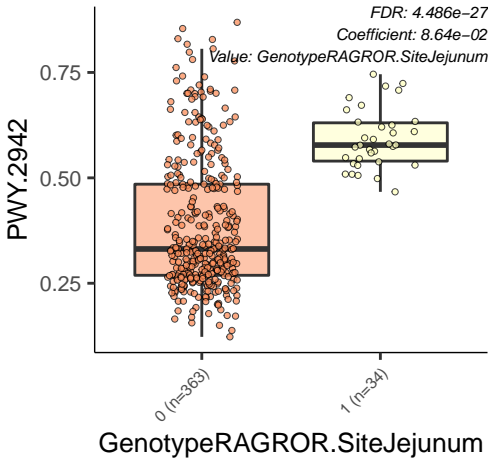 FDR: 4.486e−27
Coefficient: 8.64e−02
Value: GenotypeRAGROR.SiteJejunum
0.75
0.50
0.25
PWY.2942
0 (n=363)
1 (n=34)
GenotypeRAGROR.SiteJejunum